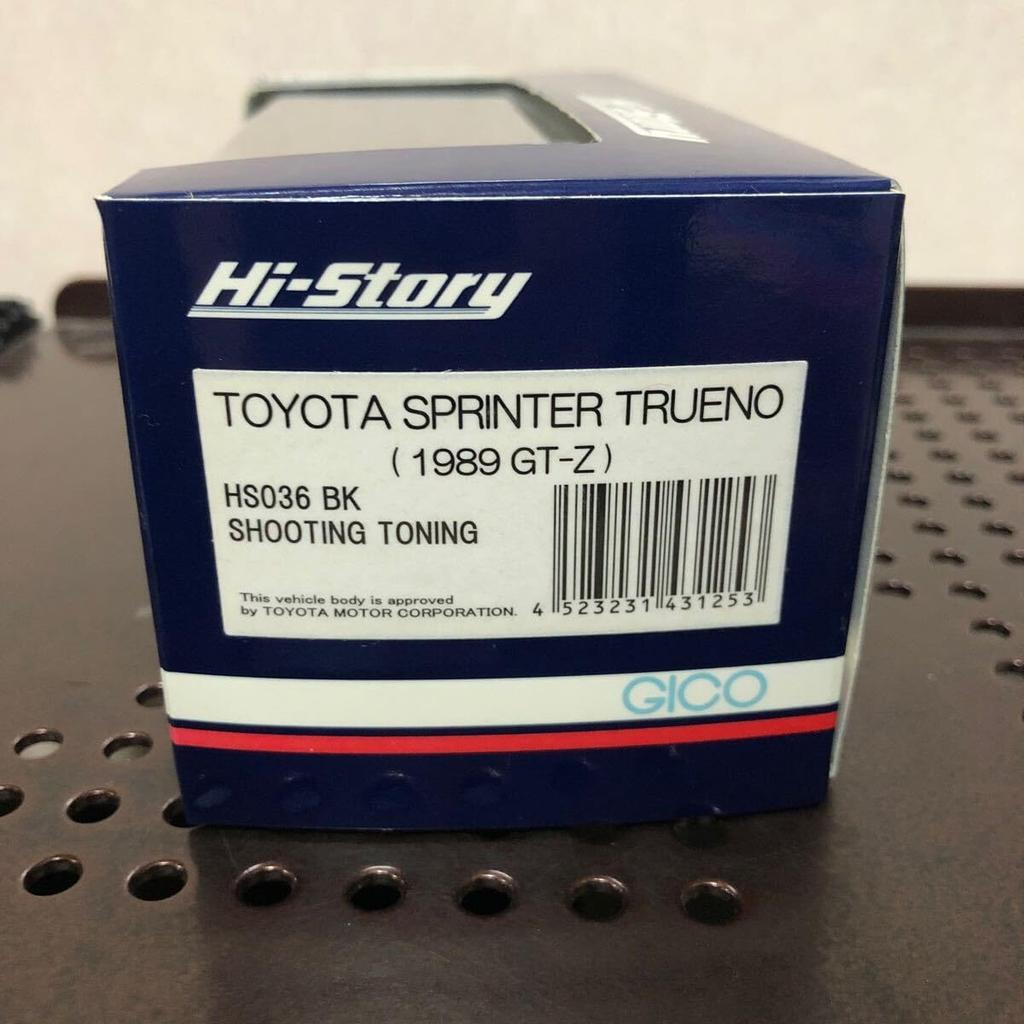 Hi-Story
TOYOTA SPRINTER TRUENO
(1989 GT-Z)
HS036 BK
SHOOTING TONING
This vehicle body is approved
by TOYOTA MOTOR CORPORATION.
4 523231 431253
GICO